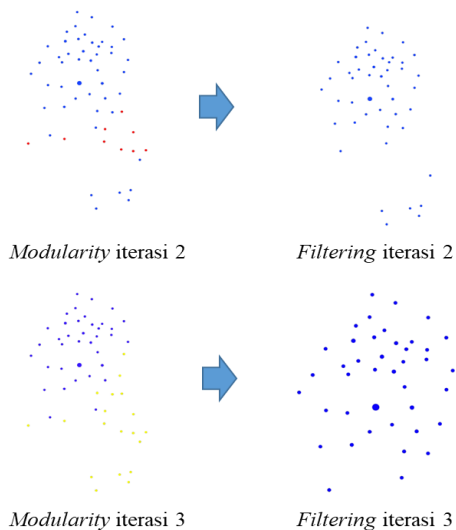 Modularity iterasi 2
Filtering iterasi 2
Modularity iterasi 3
Filtering iterasi 3